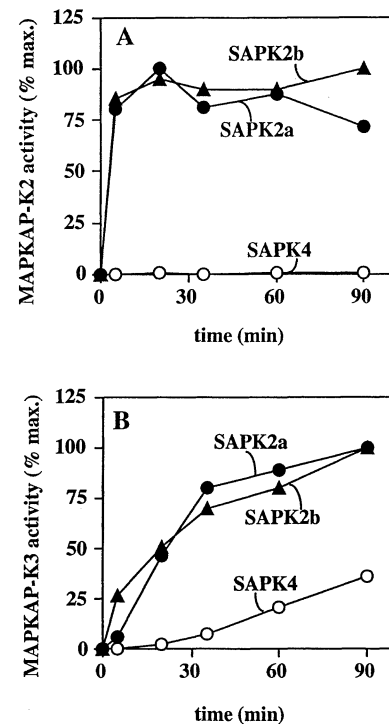 A
MAPKAP-K2 activity (% max.)
125
100
75
50
25
0
SAPK2b
SAPK2a
SAPK4
0 30 60 90
time (min)
B
MAPKAP-K3 activity (% max.)
125
100
75
50
25
0
SAPK2a
SAPK2b
SAPK4
0 30 60 90
time (min)